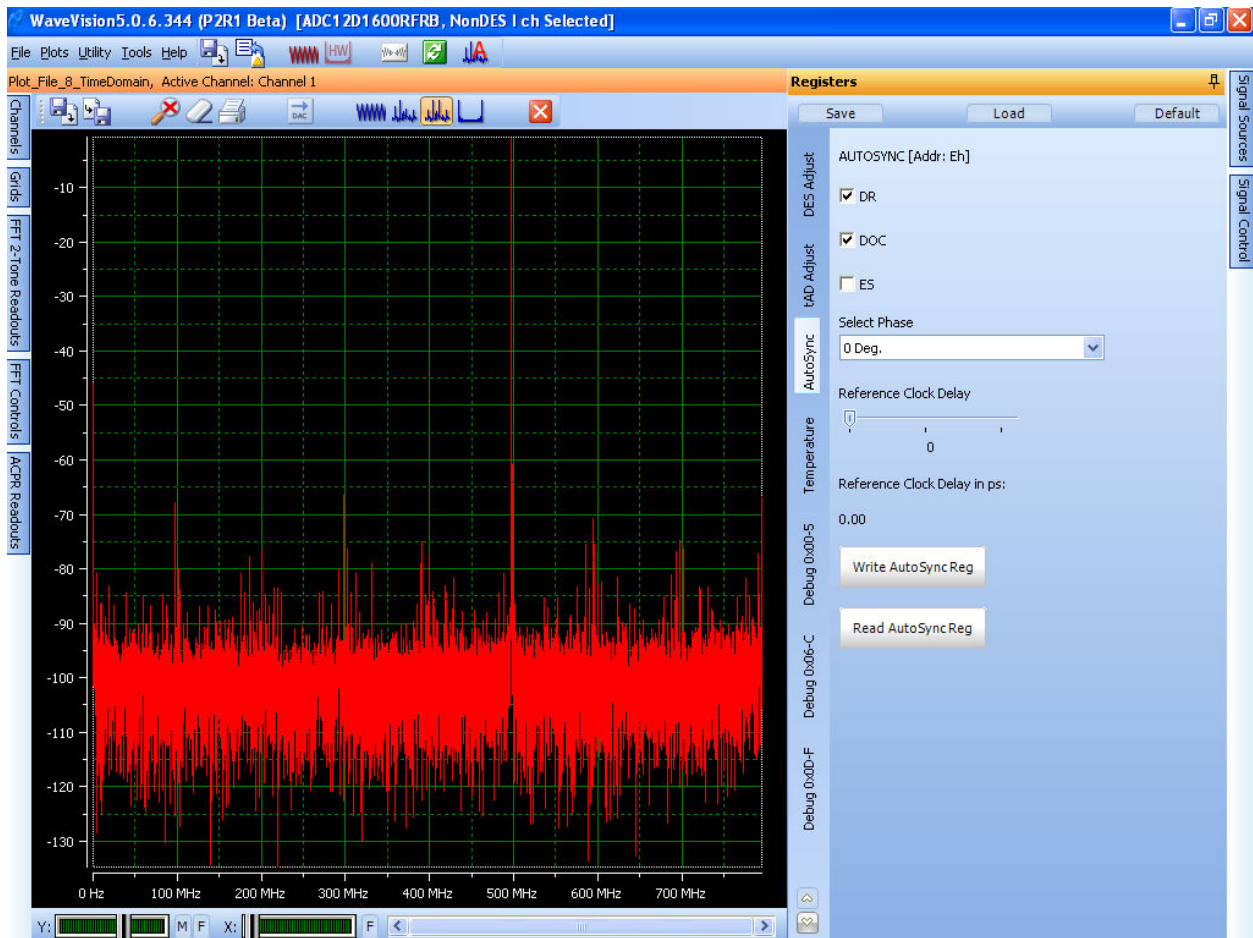 WaveVision5.0.6.344 (P2R1 Beta) [ADC12D1600RFRB, NonDES I ch Selected]
File Plots Utility Tools Help
HW
Plot_File_8_TimeDomain, Active Channel: Channel 1
DAC
Channels
Grids
FFT 2-Tone Readouts
FFT Controls
ACPR Readouts
-10
-20
-30
-40
-50
-60
-70
-80
-90
-100
-110
-120
-130
0 Hz 100 MHz 200 MHz 300 MHz 400 MHz 500 MHz 600 MHz 700 MHz
Y: M F X: F
Registers
Save Load Default
DES Adjust
tAD Adjust
AutoSync
Temperature
Debug 0x00-5
Debug 0x06-C
Debug 0x0D-F
AUTOSYNC [Addr: Eh]
DR
DOC
ES
Select Phase
0 Deg.
Reference Clock Delay
0
Reference Clock Delay in ps:
0.00
Write AutoSync Reg
Read AutoSync Reg
Signal Sources
Signal Control